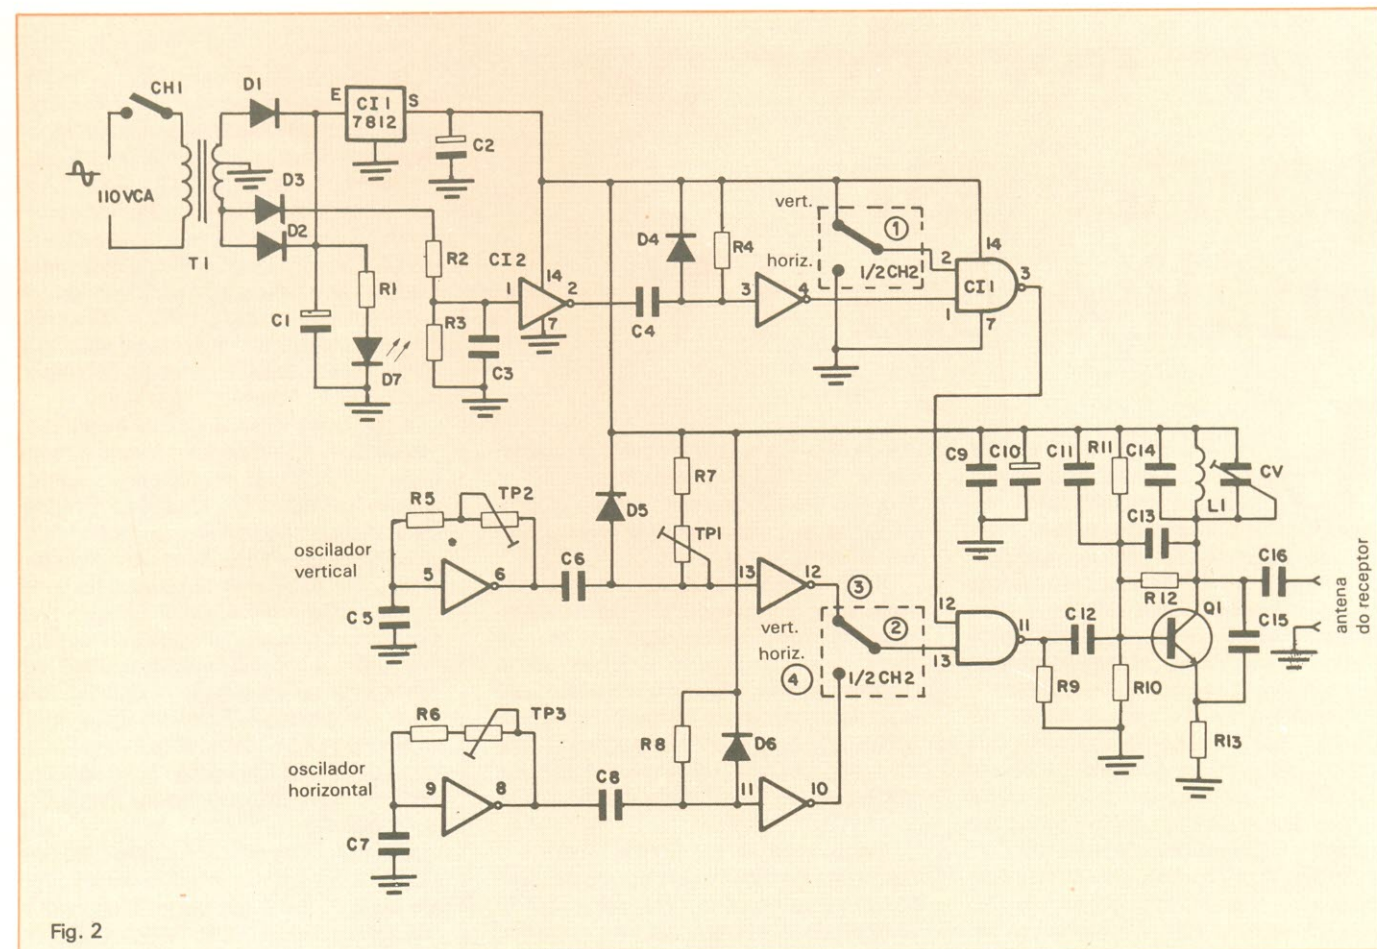 CH1
110VCA
T1
D1
D3
D2
E
CI 1
7812
S
C2
R1
C1
D7
R2
R3
C3
CI2
1
14
2
7
C4
D4
R4
3
4
vert.
horiz.
1
1/2CH2
2
14
CI 1
3
1
7
oscilador
vertical
R5
TP2
5
6
C5
C6
D5
R7
TP1
13
12
3
vert.
horiz.
4
2
1/2CH2
12
13
11
oscilador
horizontal
R6
TP3
9
8
C7
C8
R8
D6
11
10
C9
C10
C11
R11
C14
L1
CV
C13
R12
C12
R9
R10
Q1
C15
C16
R13
antena
do receptor
Fig. 2